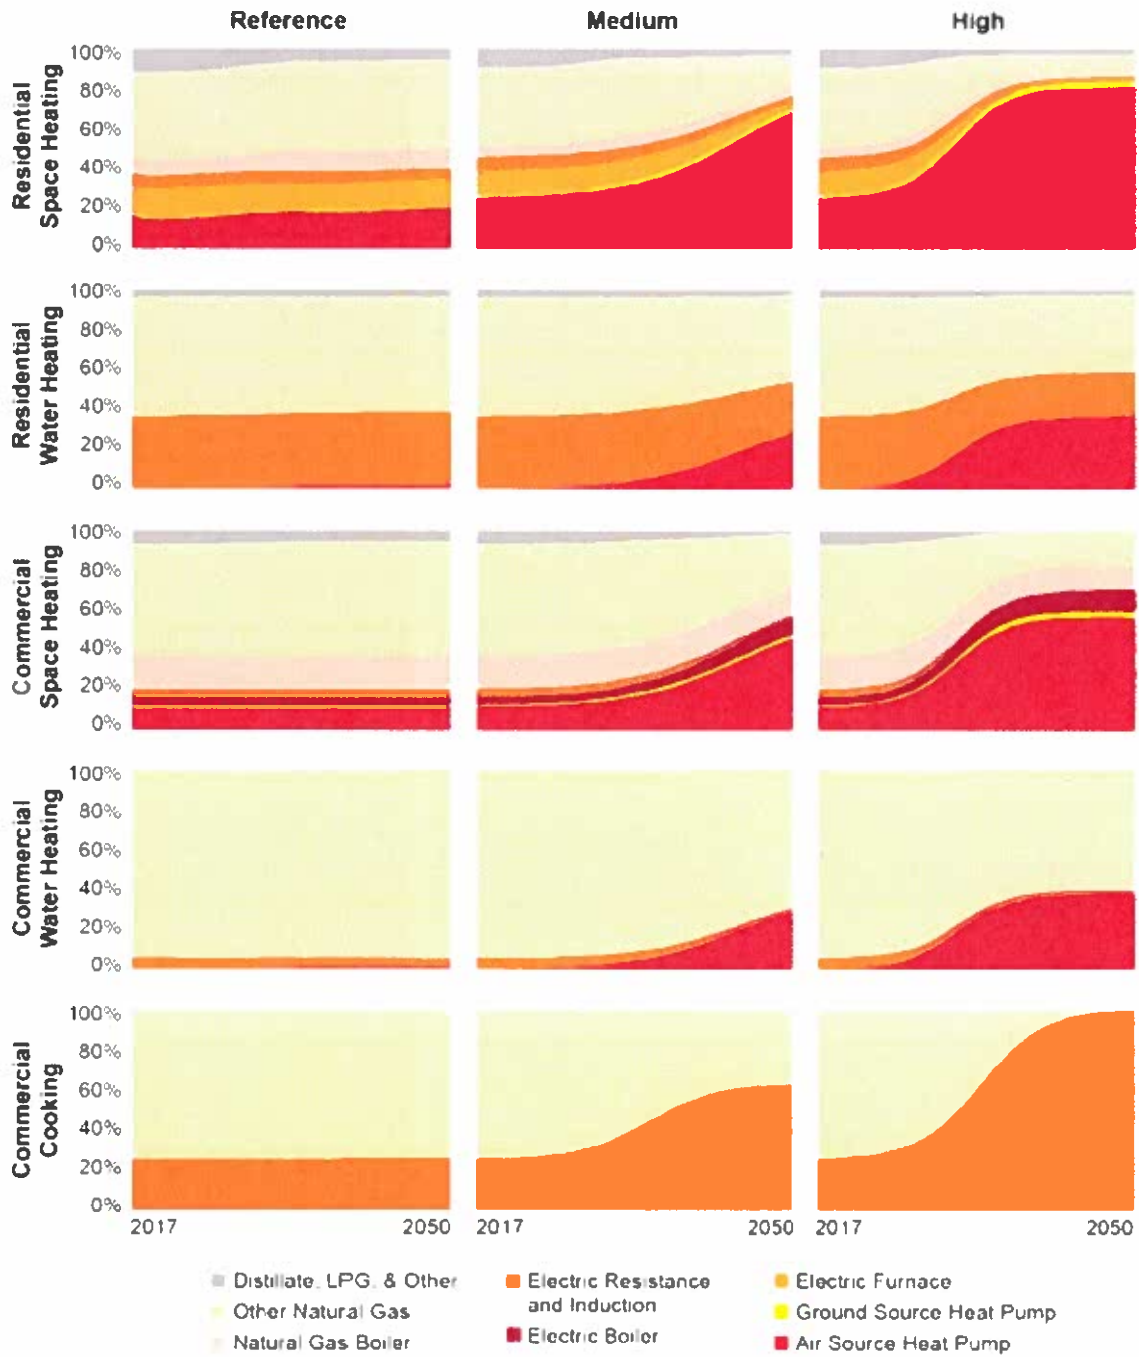 Reference Medium High
Residential Space Heating
100%
80%
60%
40%
20%
0%
Residential Water Heating
100%
80%
60%
40%
20%
0%
Commercial Space Heating
100%
80%
60%
40%
20%
0%
Commercial Water Heating
100%
80%
60%
40%
20%
0%
Commercial Cooking
100%
80%
60%
40%
20%
0%
2017 2050 2017 2050 2017 2050
Distillate, LPG, & Other
Other Natural Gas
Natural Gas Boiler
Electric Resistance
and Induction
Electric Boiler
Electric Furnace
Ground Source Heat Pump
Air Source Heat Pump